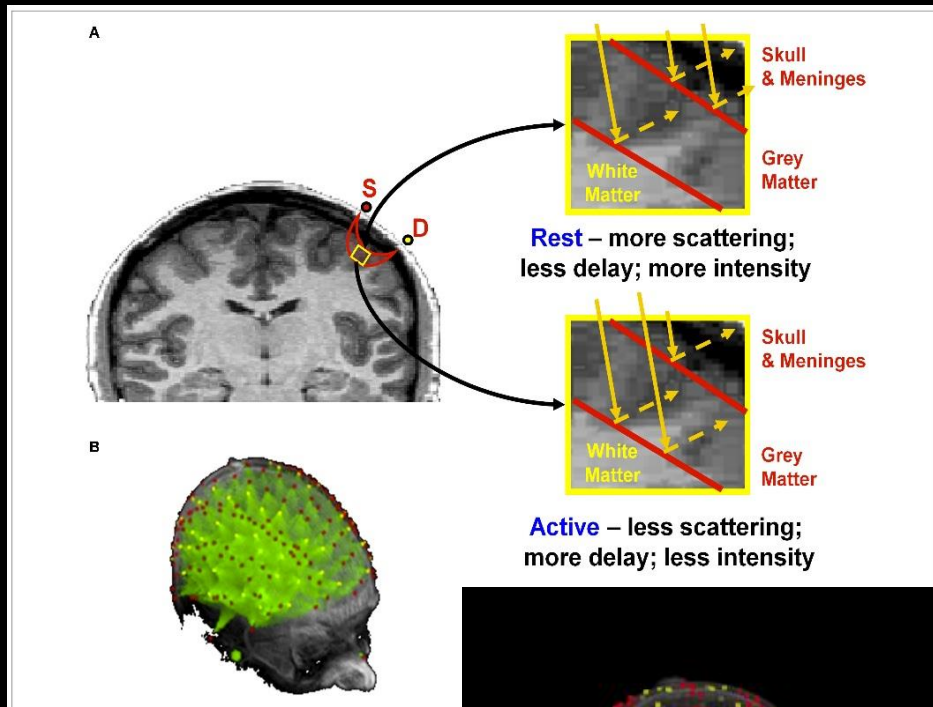 A
Skull
& Meninges
White
Matter
Grey
Matter
S
D
Rest – more scattering;
less delay; more intensity
Skull
& Meninges
White
Matter
Grey
Matter
Active – less scattering;
more delay; less intensity
B